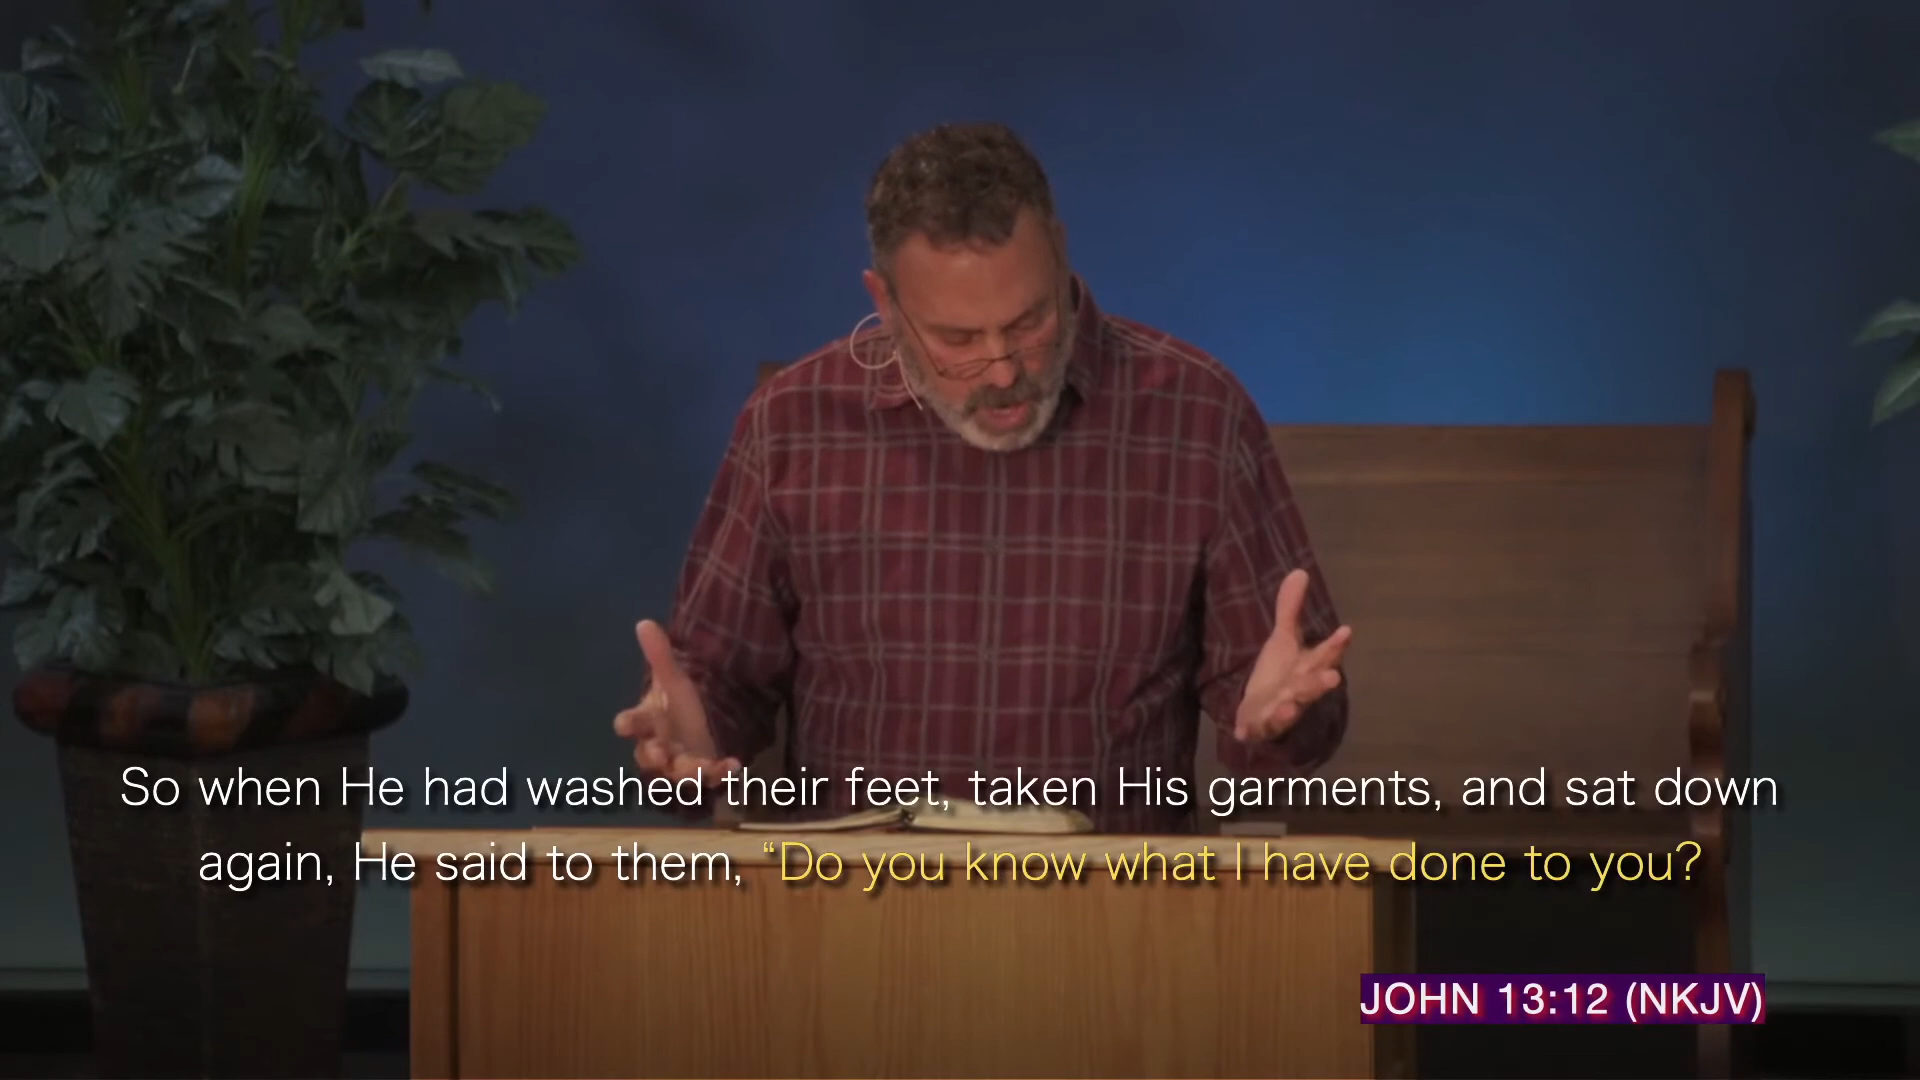 So when He had washed their feet, taken His garments, and sat down
again, He said to them, “Do you know what I have done to you?
JOHN 13:12 (NKJV)